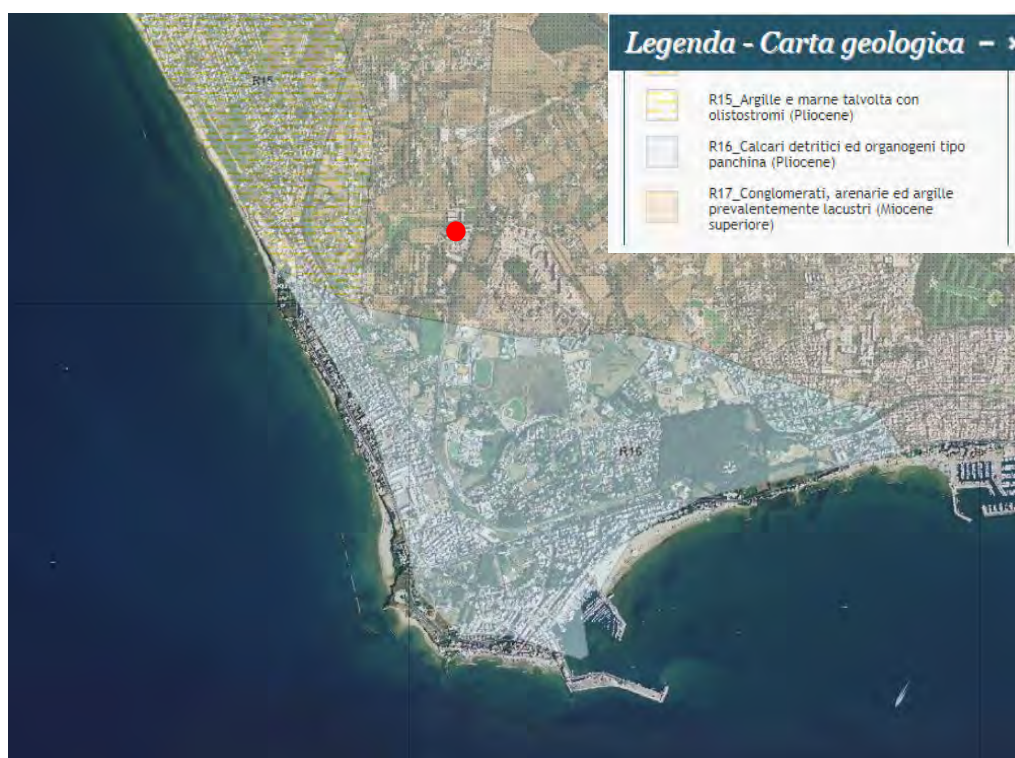 Legenda - Carta geologica – ×
R15_Argille e marne talvolta con
olistostromi (Pliocene)
R16_Calcari detritici ed organogeni tipo
panchina (Pliocene)
R17_Conglomerati, arenarie ed argille
prevalentemente lacustri (Miocene
superiore)
R15
R16